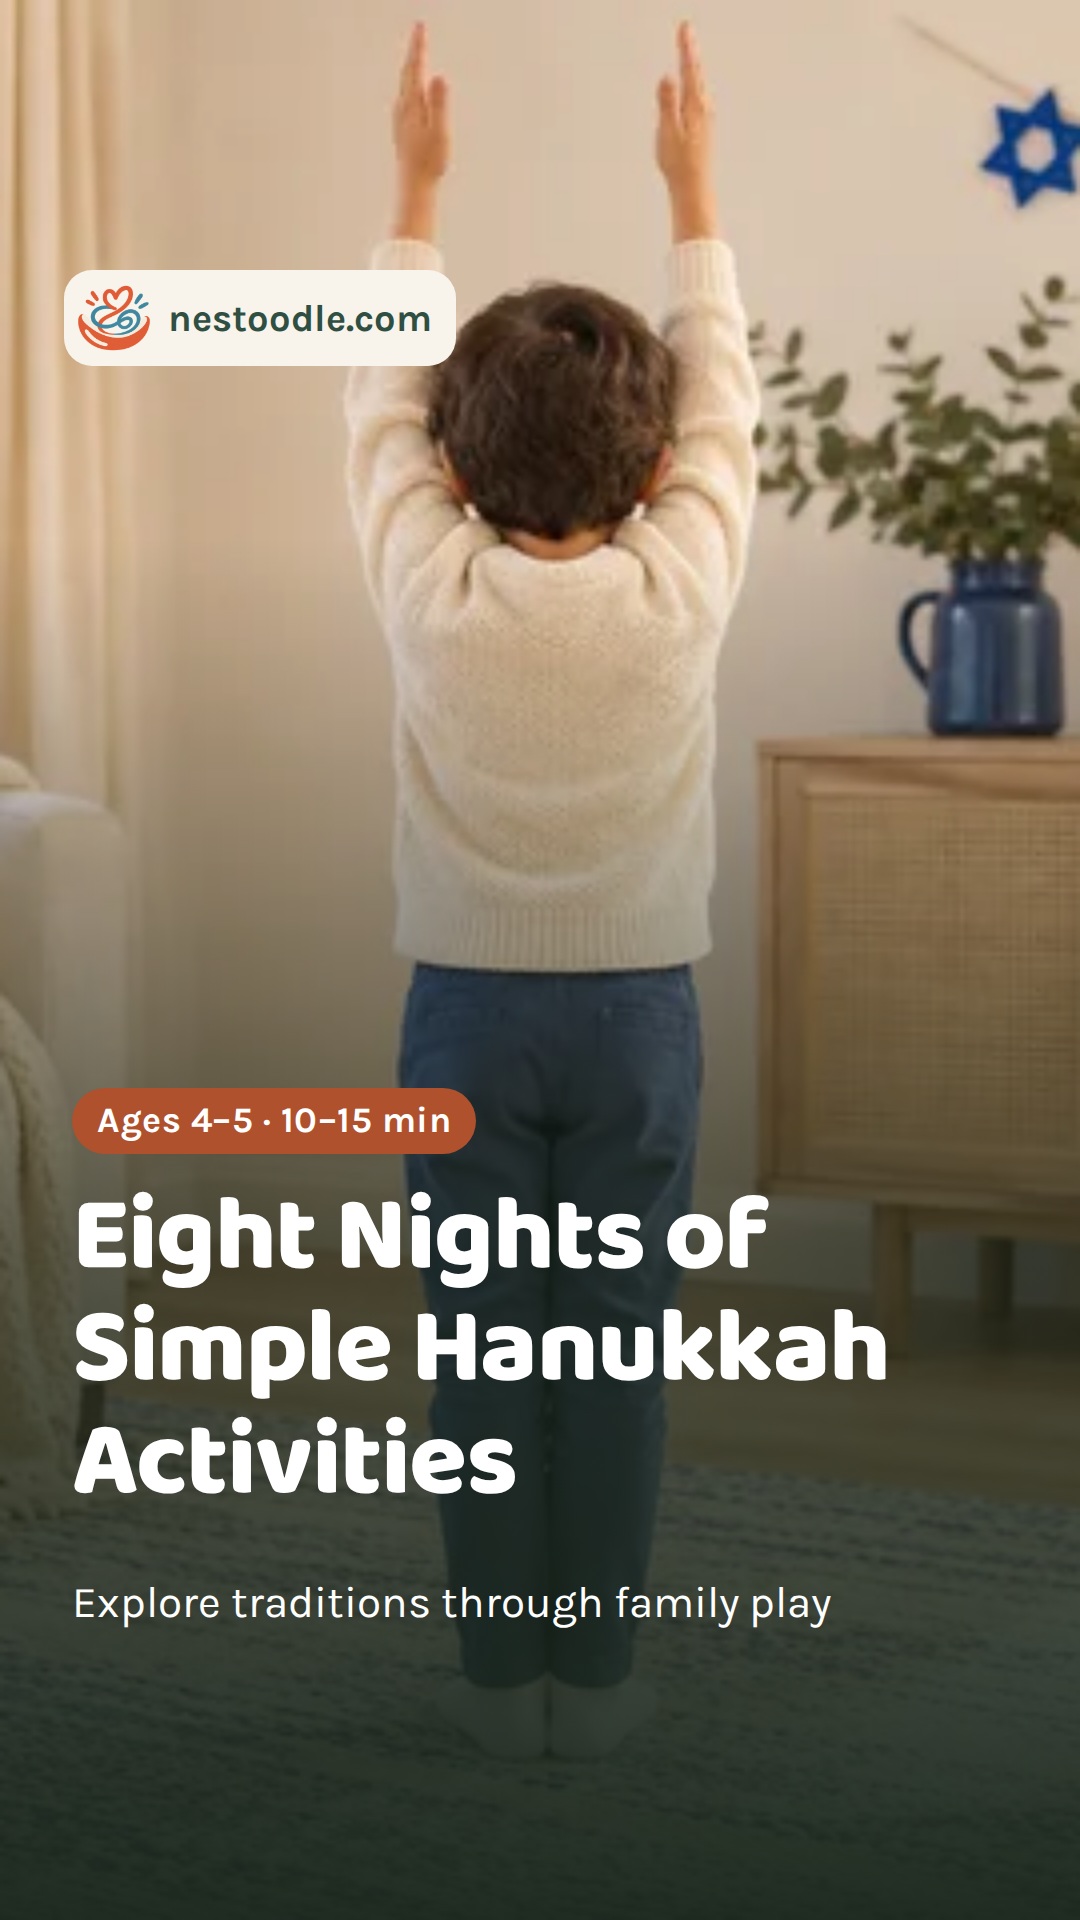 nestoodle.com
Ages 4–5 · 10–15 min
Eight Nights of
Simple Hanukkah
Activities
Explore traditions through family play